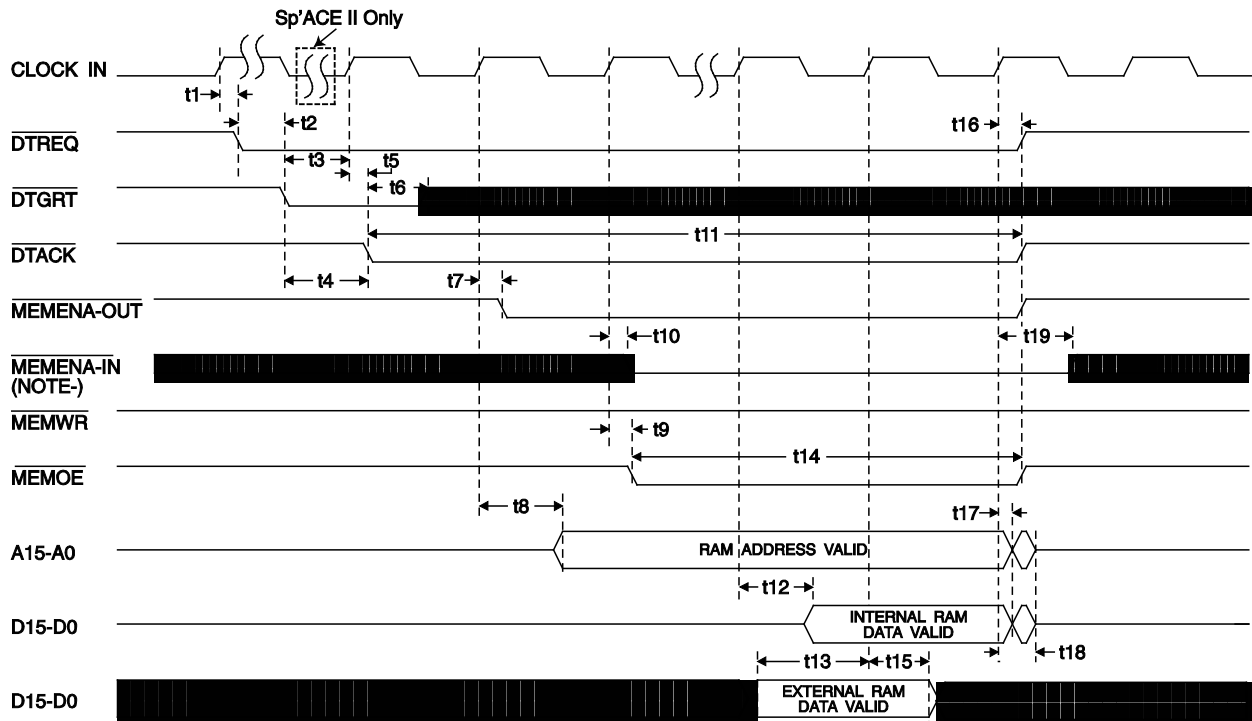 Sp'ACE II Only
CLOCK IN
t1
t2
DTREQ
t16
t3
t5
t6
DTGRT
t11
DTACK
t4
t7
MEMENA-OUT
t10
t19
MEMENA-IN
(NOTE-)
MEMWR
t9
t14
MEMOE
t8
t17
A15-A0
RAM ADDRESS VALID
t12
D15-D0
INTERNAL RAM
DATA VALID
t18
t13
t15
D15-D0
EXTERNAL RAM
DATA VALID